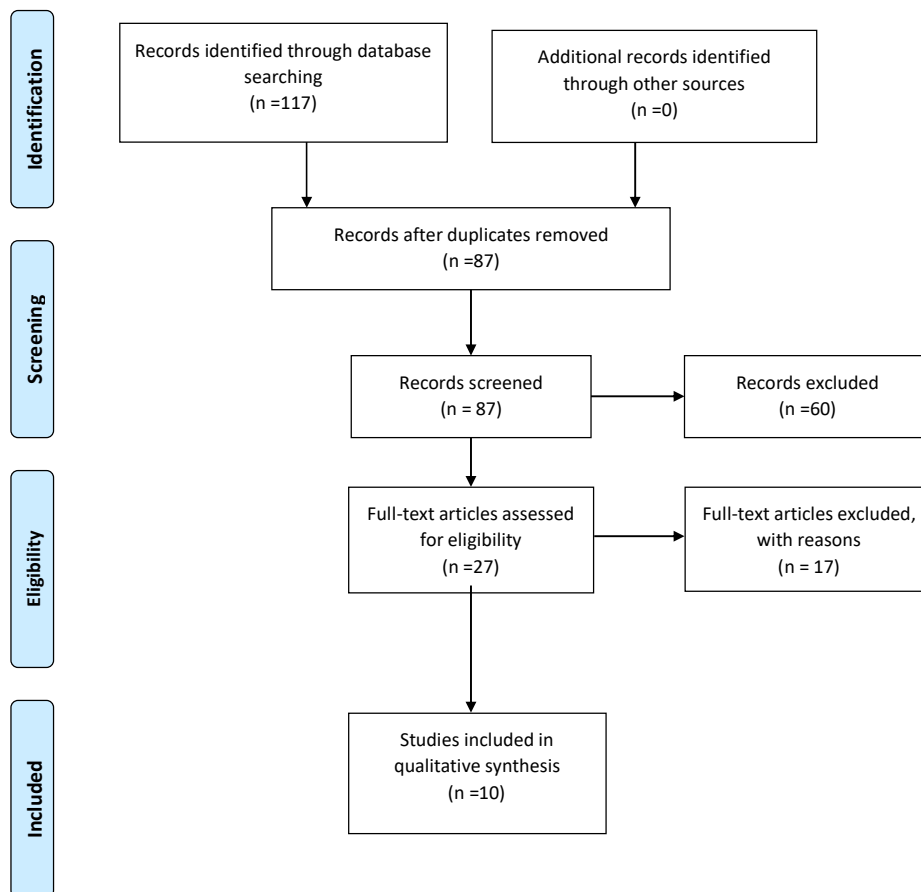 Identification
Records identified through database
searching
(n =117)
Additional records identified
through other sources
(n =0)
Records after duplicates removed
(n =87)
Screening
Records screened
(n = 87)
Records excluded
(n =60)
Eligibility
Full-text articles assessed
for eligibility
(n =27)
Full-text articles excluded,
with reasons
(n = 17)
Included
Studies included in
qualitative synthesis
(n =10)